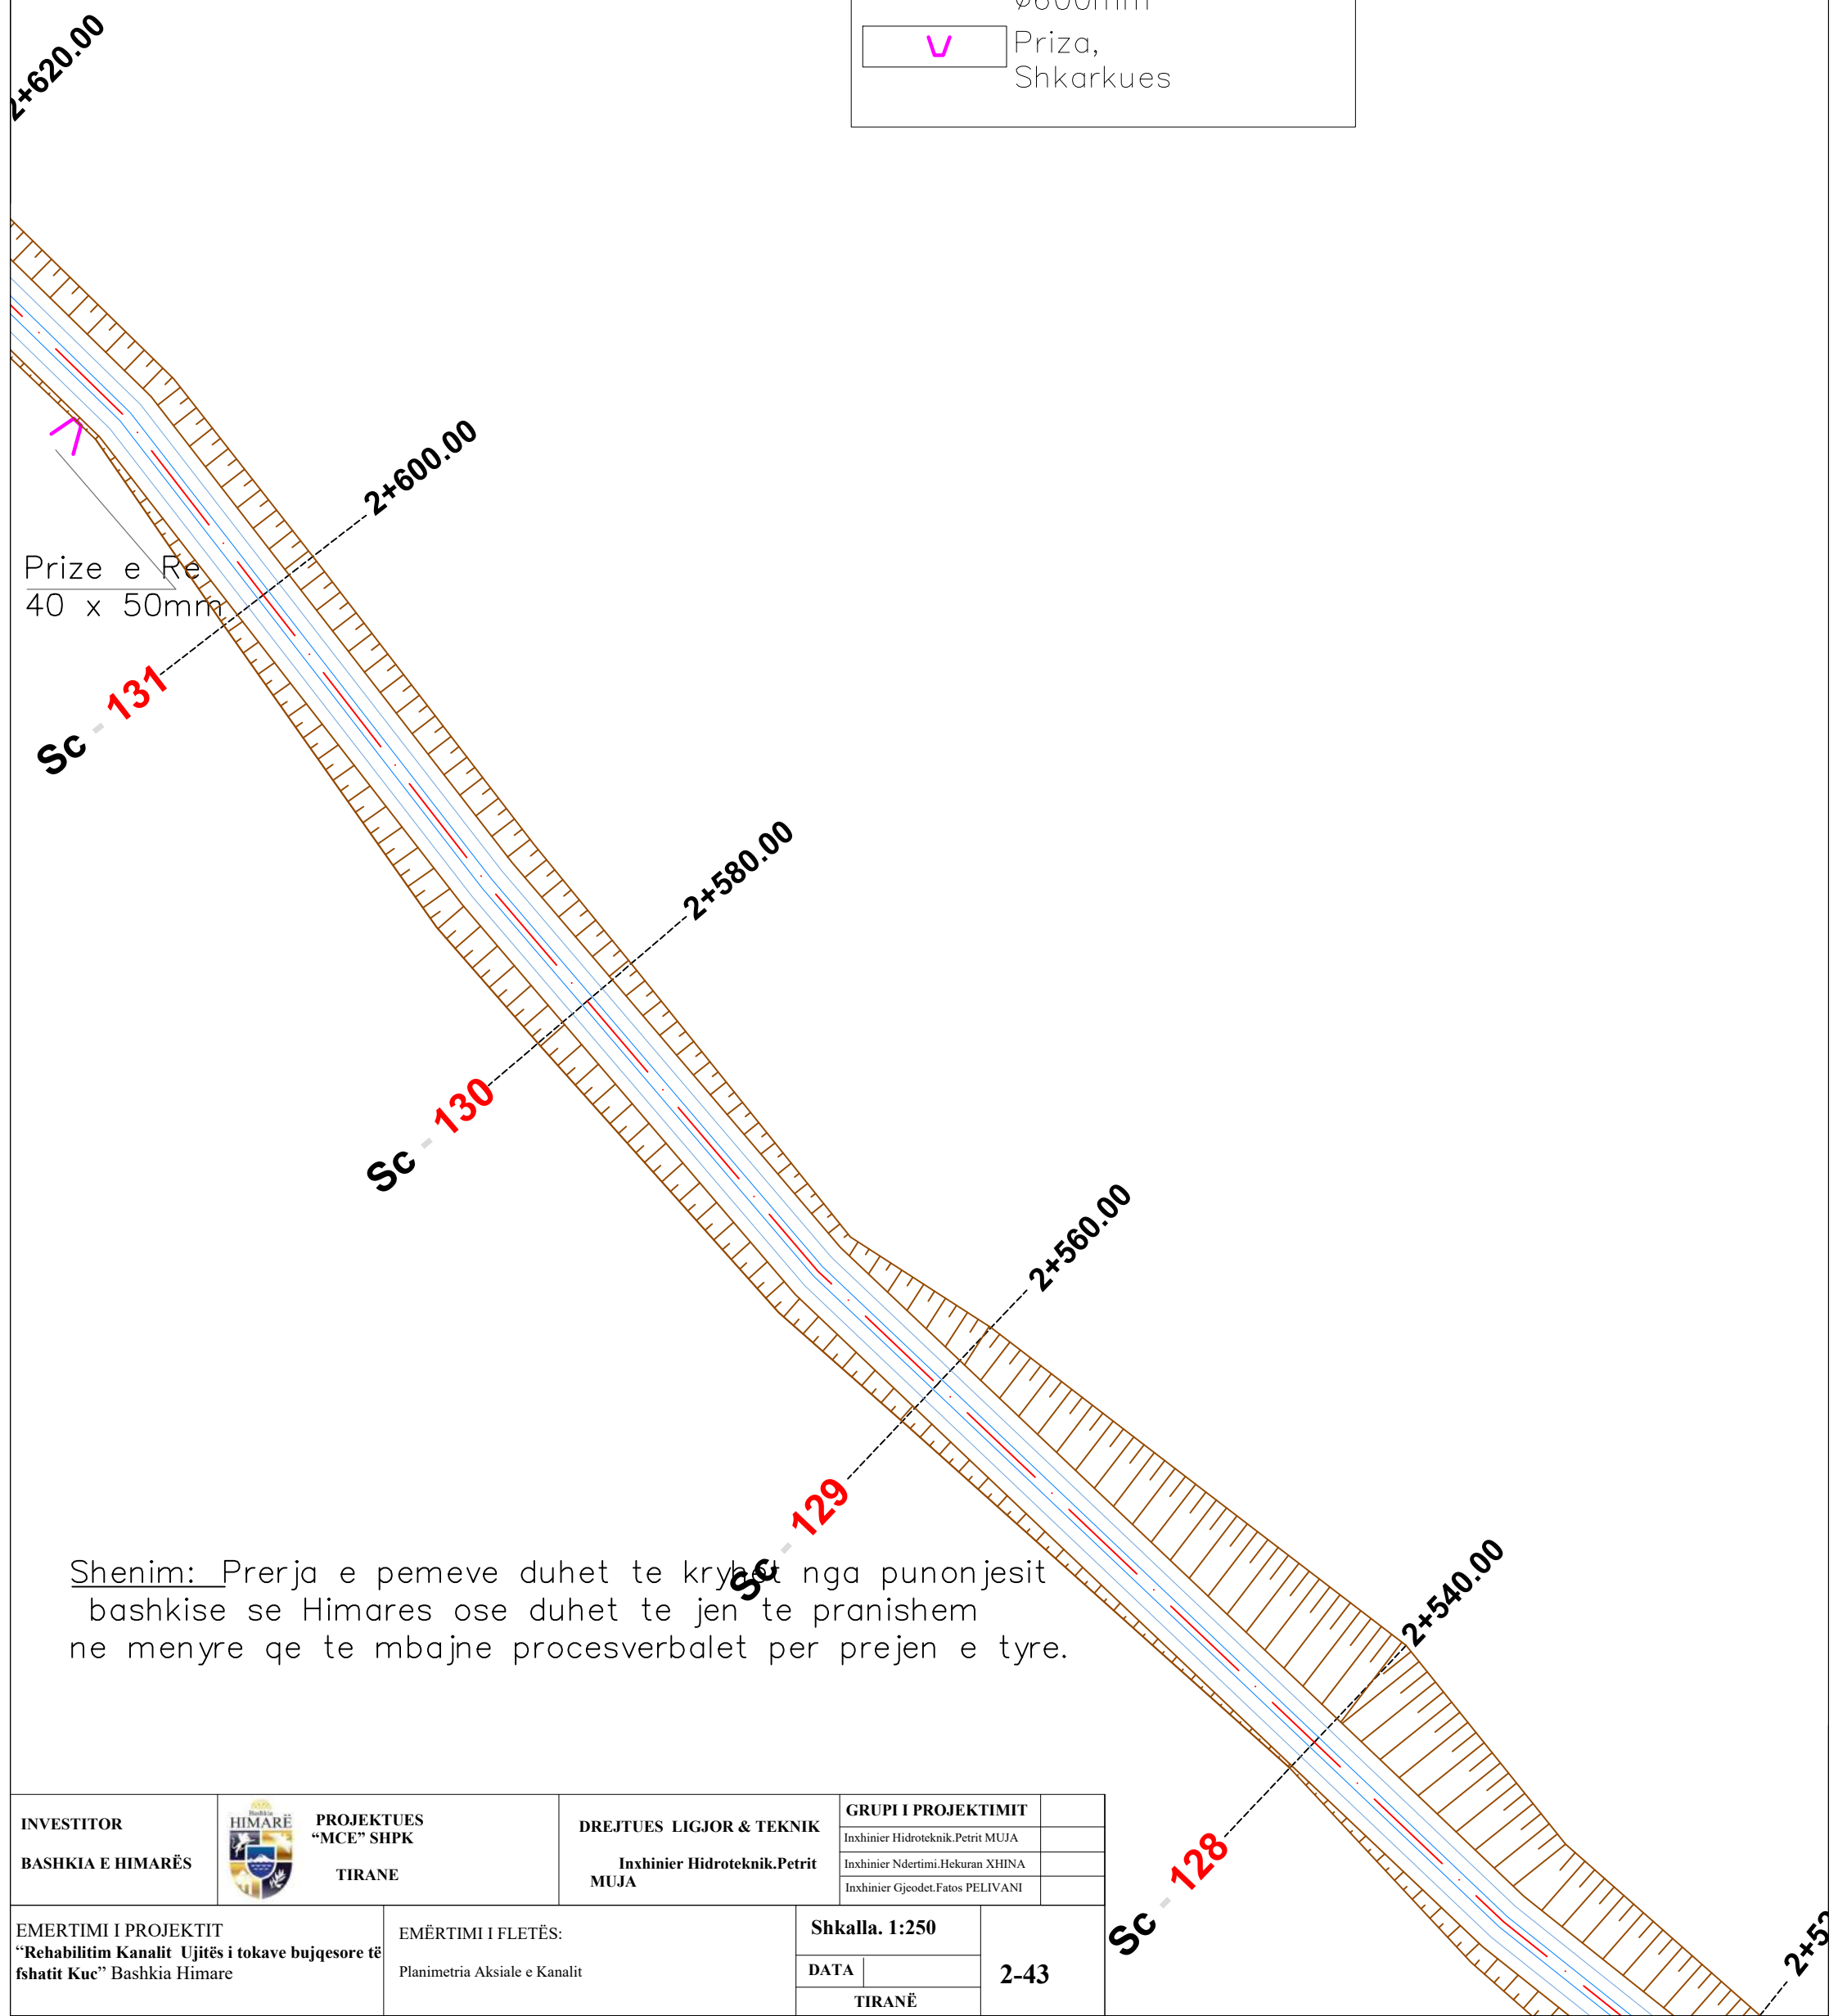 ø600mm
Priza,
Shkarkues
2+620.00
2+600.00
Prize e Re
40 x 50mm
Sc - 131
2+580.00
Sc - 130
2+560.00
Sc - 129
2+540.00
Sc - 128
2+52
Shenim: Prerja e pemeve duhet te kryhet nga punonjesit
bashkise se Himares ose duhet te jen te pranishem
ne menyre qe te mbajne procesverbalet per prejen e tyre.
INVESTITOR
BASHKIA E HIMARËS
Bashkia
HIMARË
PROJEKTUES
“MCE” SHPK
TIRANE
DREJTUES LIGJOR & TEKNIK
Inxhinier Hidroteknik.Petrit
MUJA
GRUPI I PROJEKTIMIT
Inxhinier Hidroteknik.Petrit MUJA
Inxhinier Ndertimi.Hekuran XHINA
Inxhinier Gjeodet.Fatos PELIVANI
EMERTIMI I PROJEKTIT
“Rehabilitim Kanalit Ujitës i tokave bujqesore të
fshatit Kuc” Bashkia Himare
EMËRTIMI I FLETËS:
Planimetria Aksiale e Kanalit
Shkalla. 1:250
DATA
TIRANË
2-43